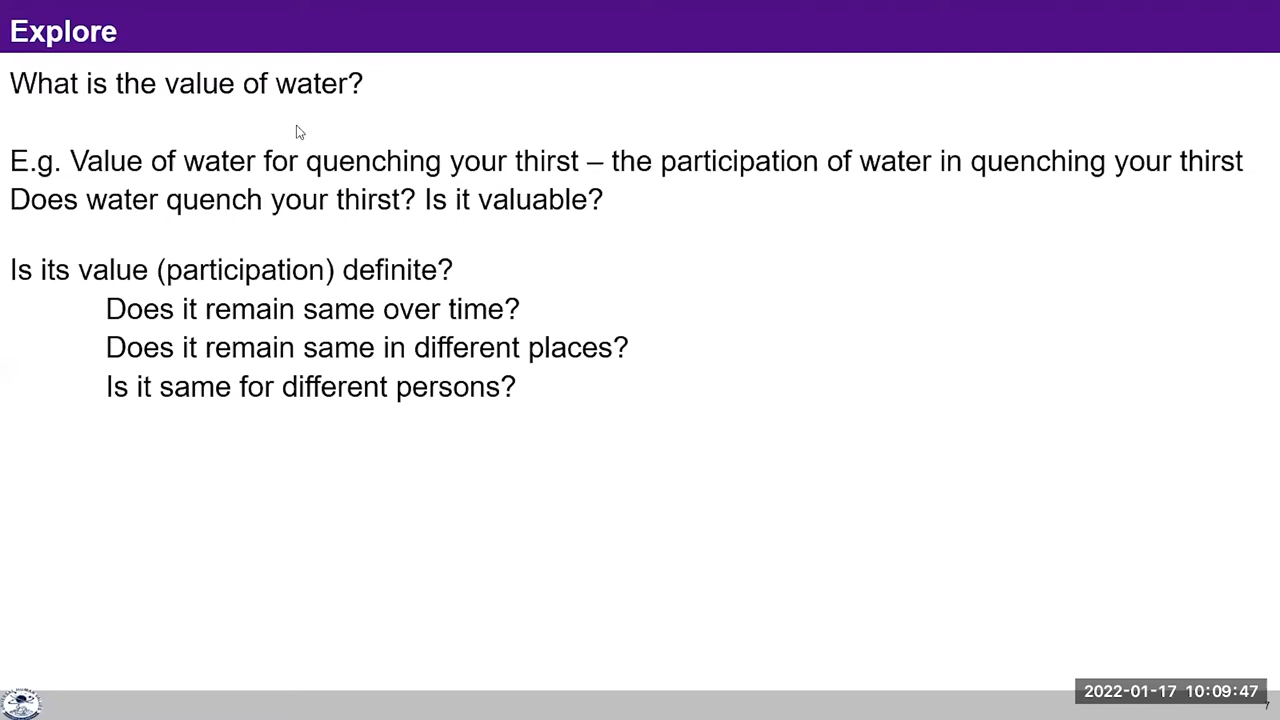 Explore
What is the value of water?
E.g. Value of water for quenching your thirst – the participation of water in quenching your thirst
Does water quench your thirst? Is it valuable?
Is its value (participation) definite?
Does it remain same over time?
Does it remain same in different places?
Is it same for different persons?
2022-01-17 10:09:47
7